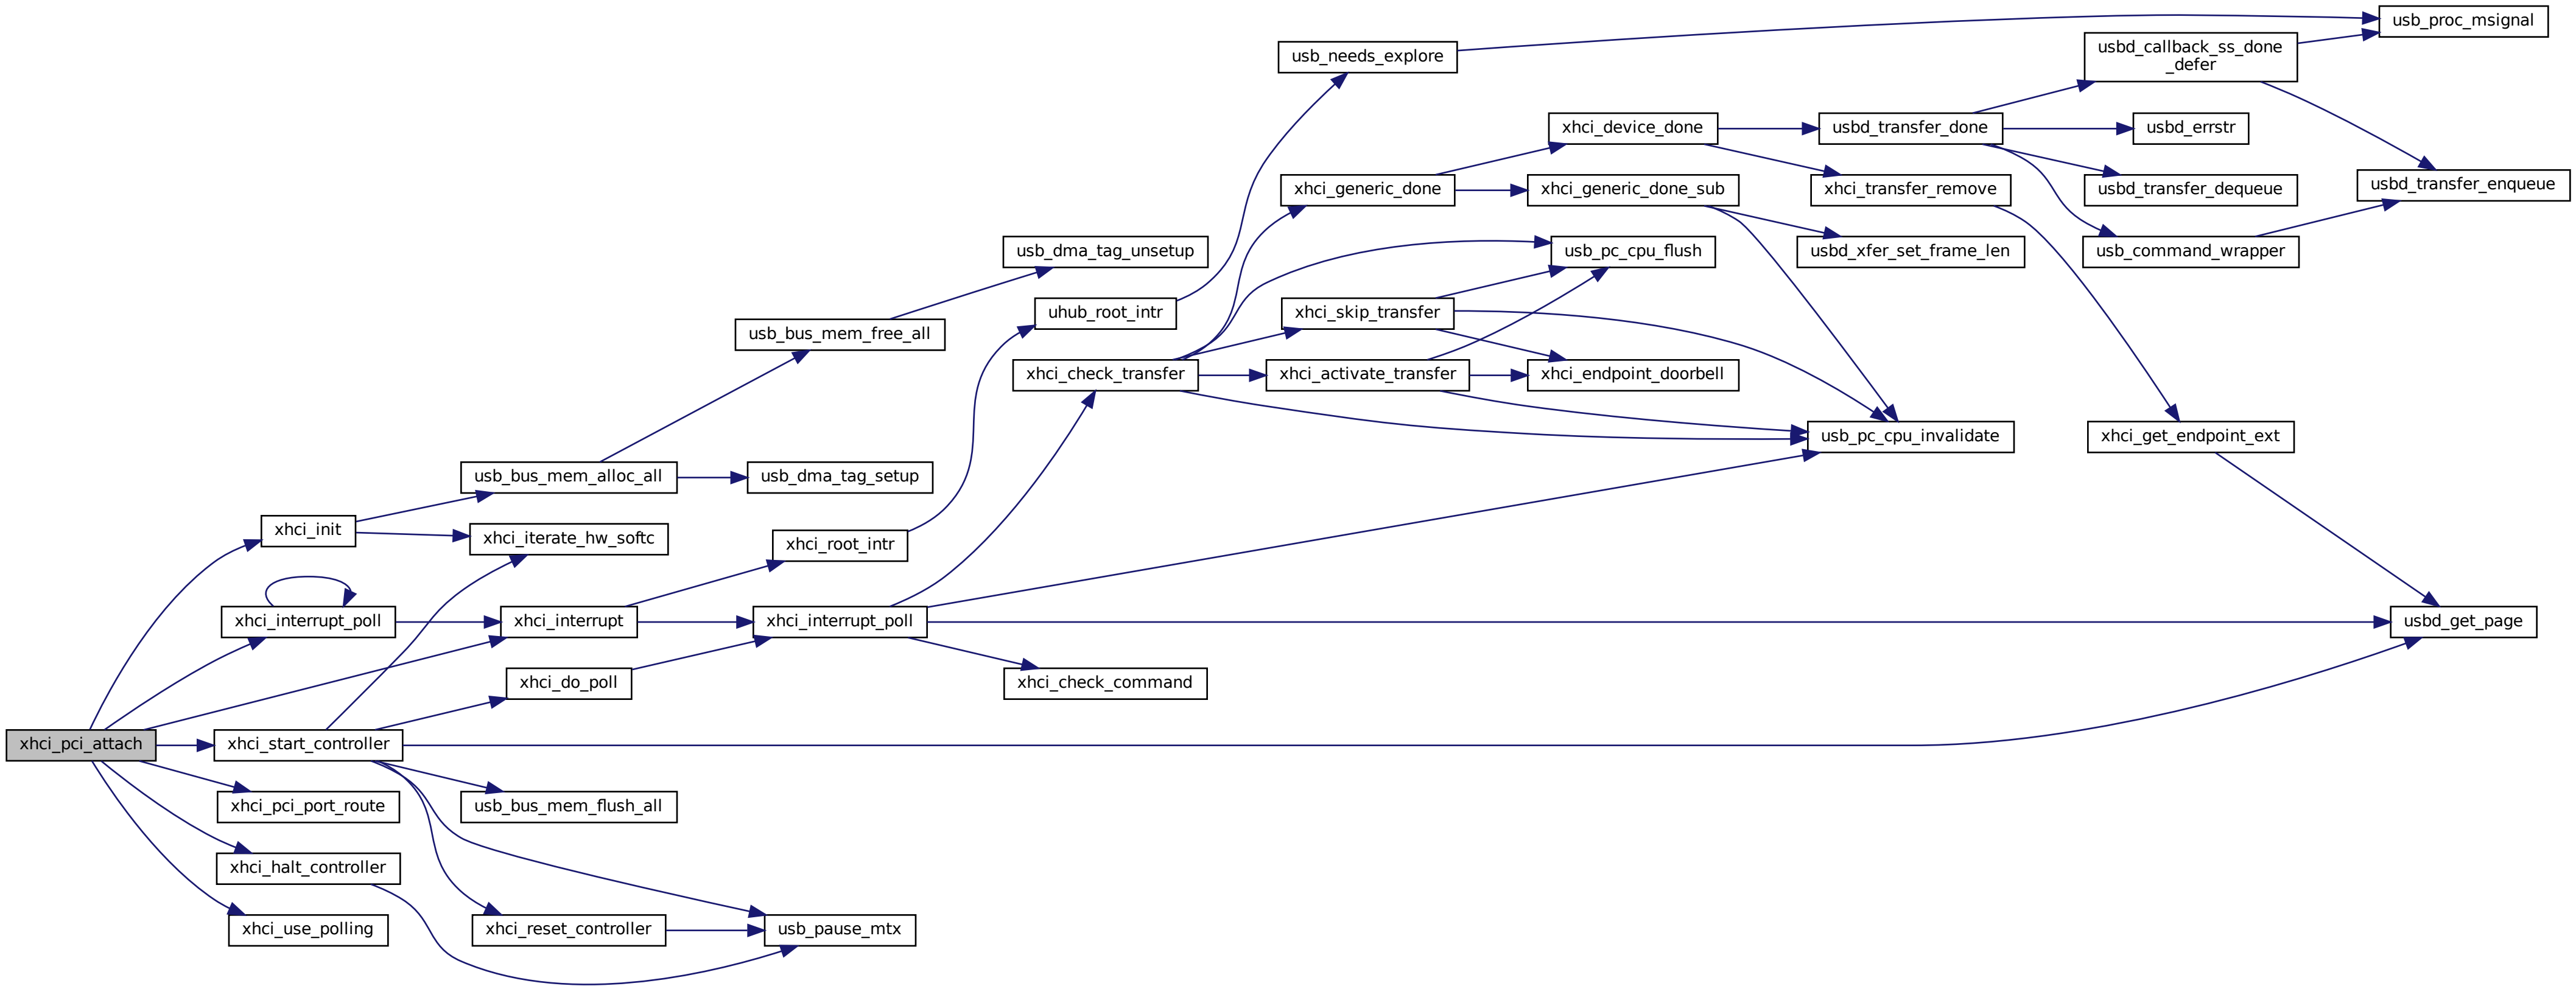 usb_proc_msignal
usbd_callback_ss_done
_defer
usb_needs_explore
xhci_device_done
usbd_transfer_done
usbd_errstr
xhci_generic_done
xhci_generic_done_sub
xhci_transfer_remove
usbd_transfer_dequeue
usbd_transfer_enqueue
usb_dma_tag_unsetup
usb_pc_cpu_flush
usbd_xfer_set_frame_len
usb_command_wrapper
uhub_root_intr
xhci_skip_transfer
usb_bus_mem_free_all
xhci_check_transfer
xhci_activate_transfer
xhci_endpoint_doorbell
usb_pc_cpu_invalidate
xhci_get_endpoint_ext
usb_bus_mem_alloc_all
usb_dma_tag_setup
xhci_init
xhci_iterate_hw_softc
xhci_root_intr
xhci_interrupt_poll
xhci_interrupt
xhci_interrupt_poll
usbd_get_page
xhci_do_poll
xhci_check_command
xhci_pci_attach
xhci_start_controller
xhci_pci_port_route
usb_bus_mem_flush_all
xhci_halt_controller
xhci_use_polling
xhci_reset_controller
usb_pause_mtx